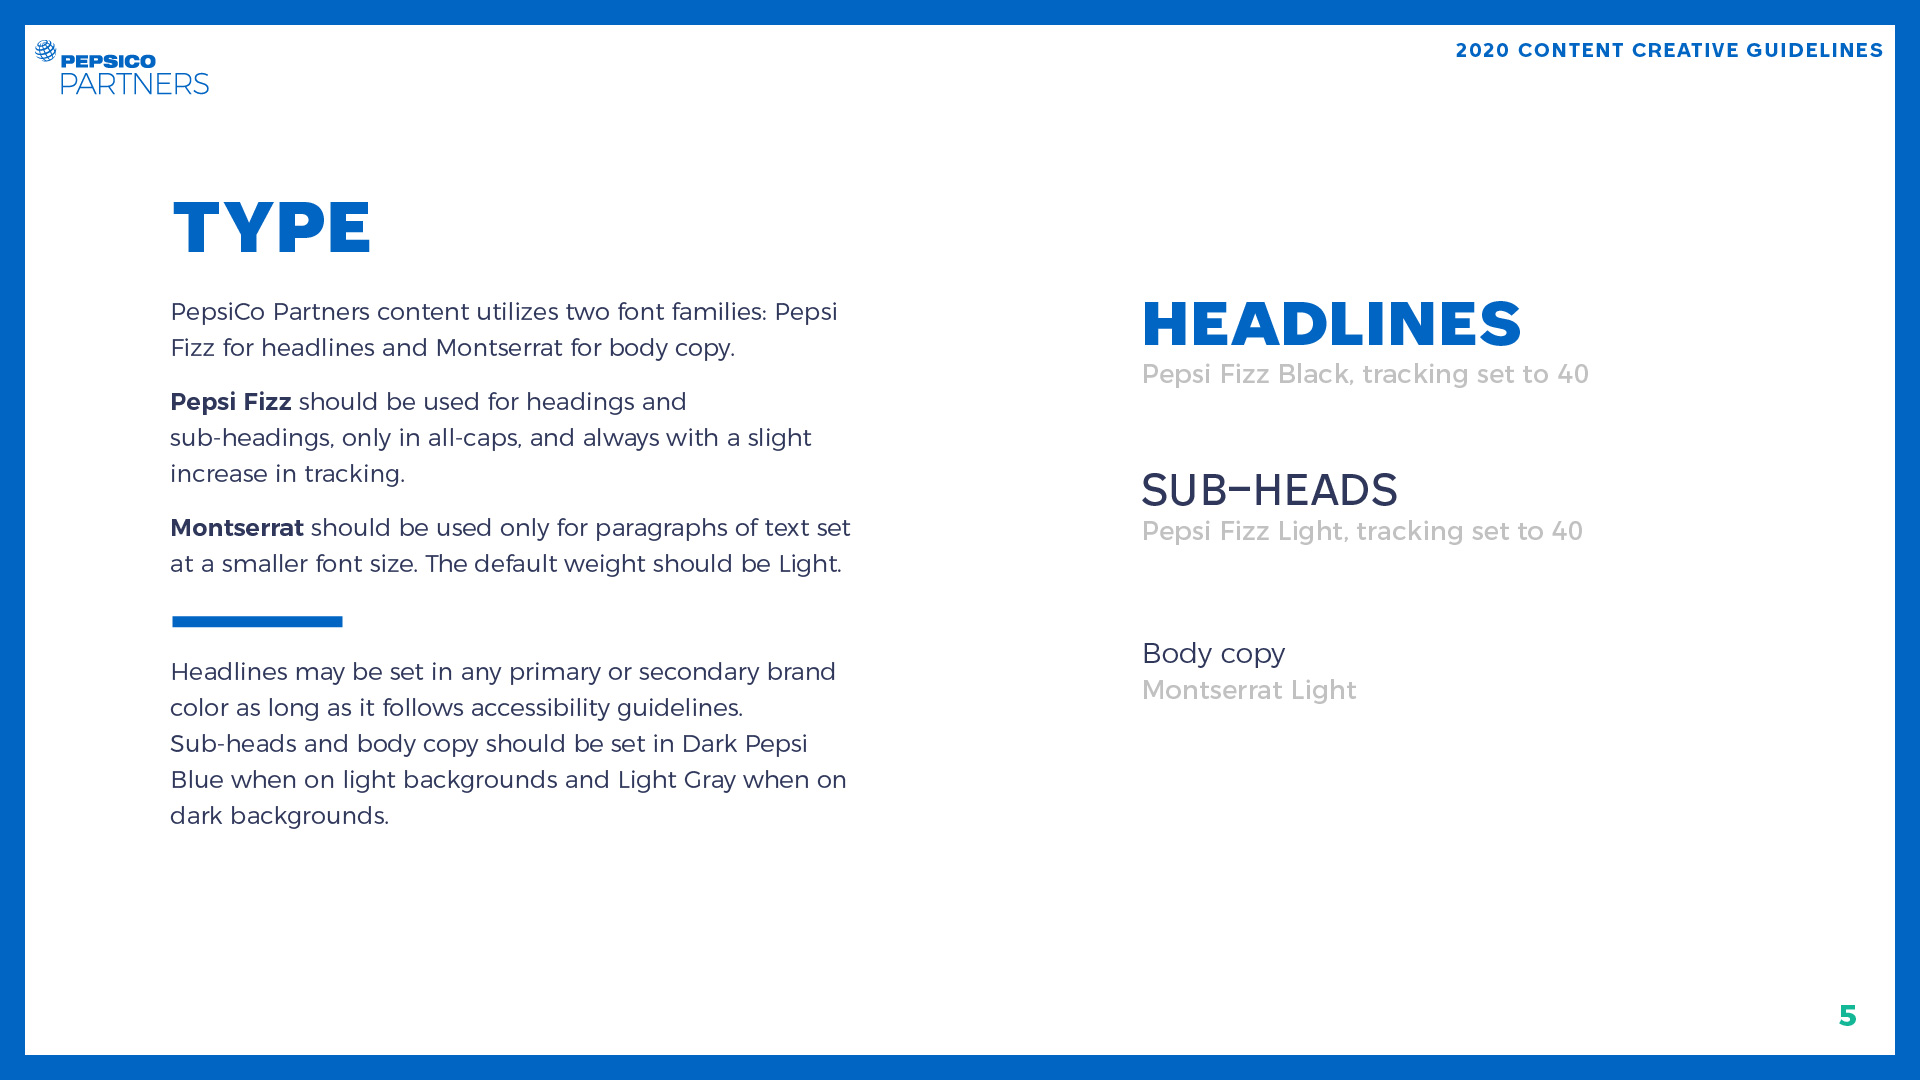 PEPSICO
PARTNERS
2020 CONTENT CREATIVE GUIDELINES
TYPE
PepsiCo Partners content utilizes two font families: Pepsi
Fizz for headlines and Montserrat for body copy.
Pepsi Fizz should be used for headings and
sub-headings, only in all-caps, and always with a slight
increase in tracking.
Montserrat should be used only for paragraphs of text set
at a smaller font size. The default weight should be Light.
Headlines may be set in any primary or secondary brand
color as long as it follows accessibility guidelines.
Sub-heads and body copy should be set in Dark Pepsi
Blue when on light backgrounds and Light Gray when on
dark backgrounds.
HEADLINES
Pepsi Fizz Black, tracking set to 40
SUB-HEADS
Pepsi Fizz Light, tracking set to 40
Body copy
Montserrat Light
5